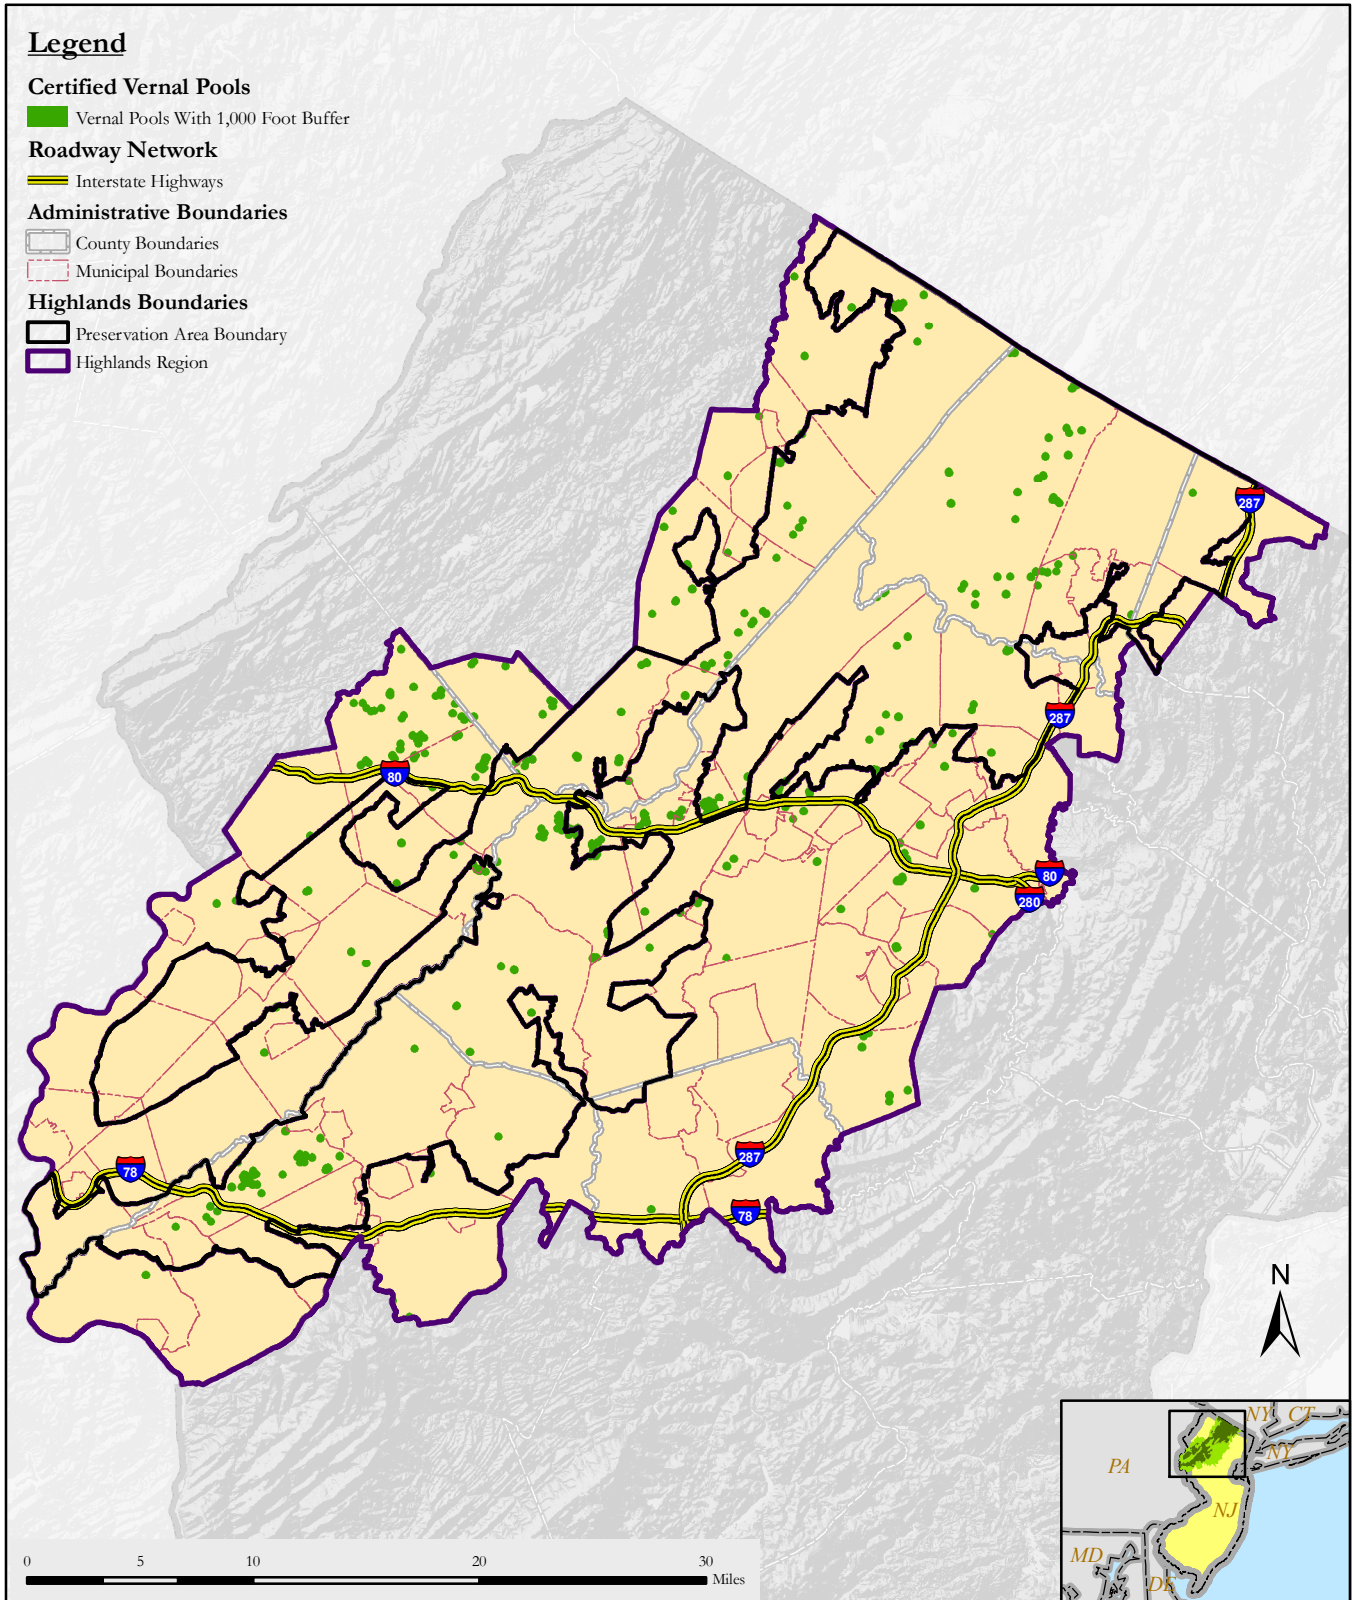 Legend
Certified Vernal Pools
Vernal Pools With 1,000 Foot Buffer
Roadway Network
Interstate Highways
Administrative Boundaries
County Boundaries
Municipal Boundaries
Highlands Boundaries
Preservation Area Boundary
Highlands Region
287
287
80
80
280
78
287
78
N
NY CT
NY
PA
NJ
MD
DE
0 5 10 20 30
Miles